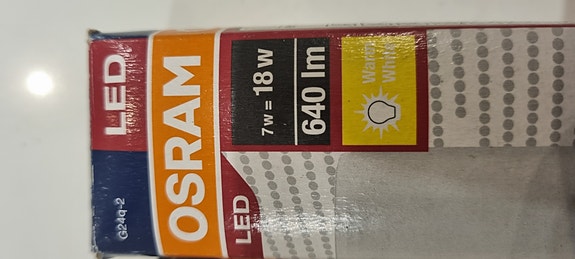 LED
G24q-2
OSRAM
7W = 18W
640 lm
Warm
White
LED